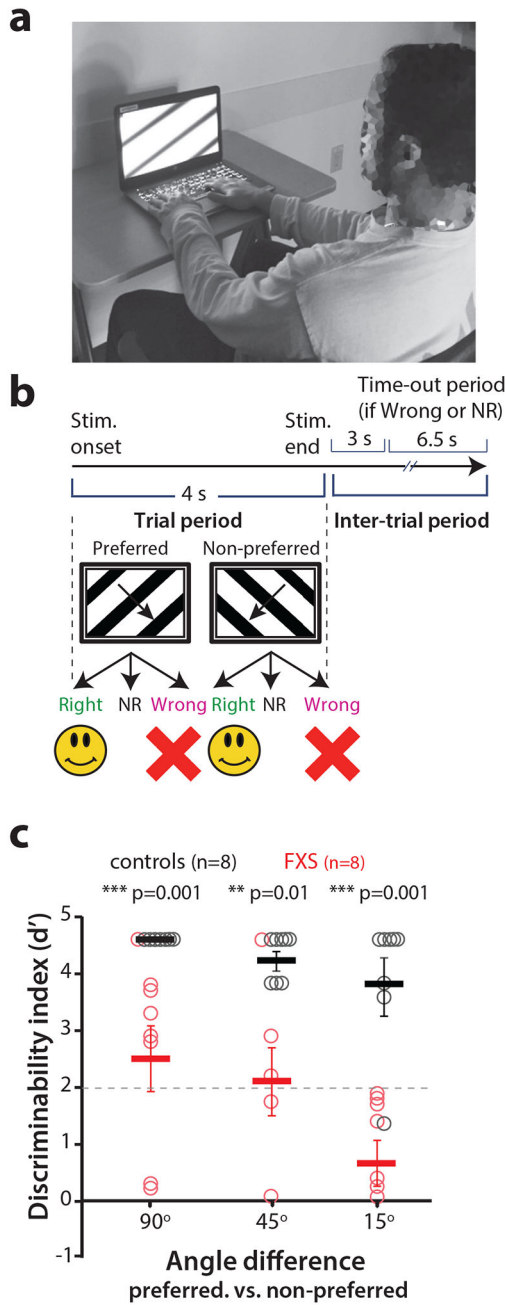 a
b
Time-out period
(if Wrong or NR)
Stim.
onset
Stim.
end
3 s
6.5 s
4 s
Trial period
Inter-trial period
Preferred
Non-preferred
Right NR Wrong Right NR Wrong
c
controls (n=8) FXS (n=8)
*** p=0.001 ** p=0.01 *** p=0.001
Discriminability index (d’)
5
4
3
2
1
0
-1
90° 45° 15°
Angle difference
preferred. vs. non-preferred